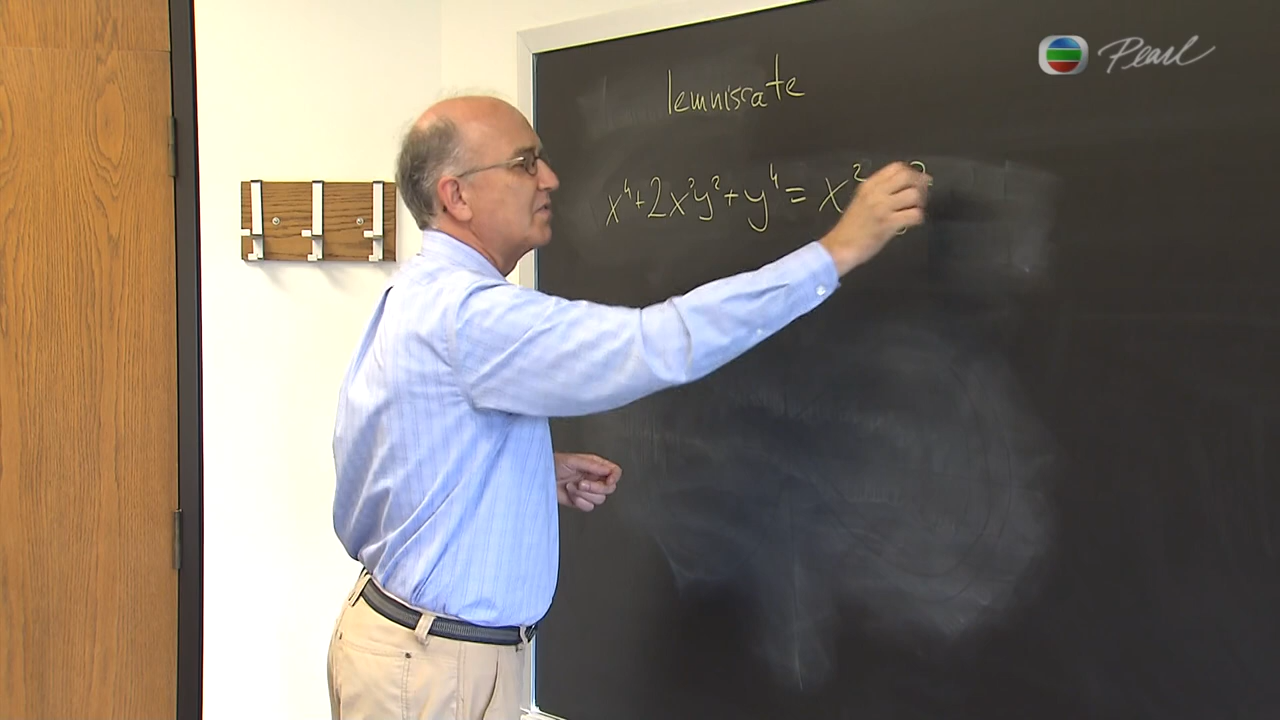 Pearl
lemniscate
x⁴+2x²y²+y⁴=x²